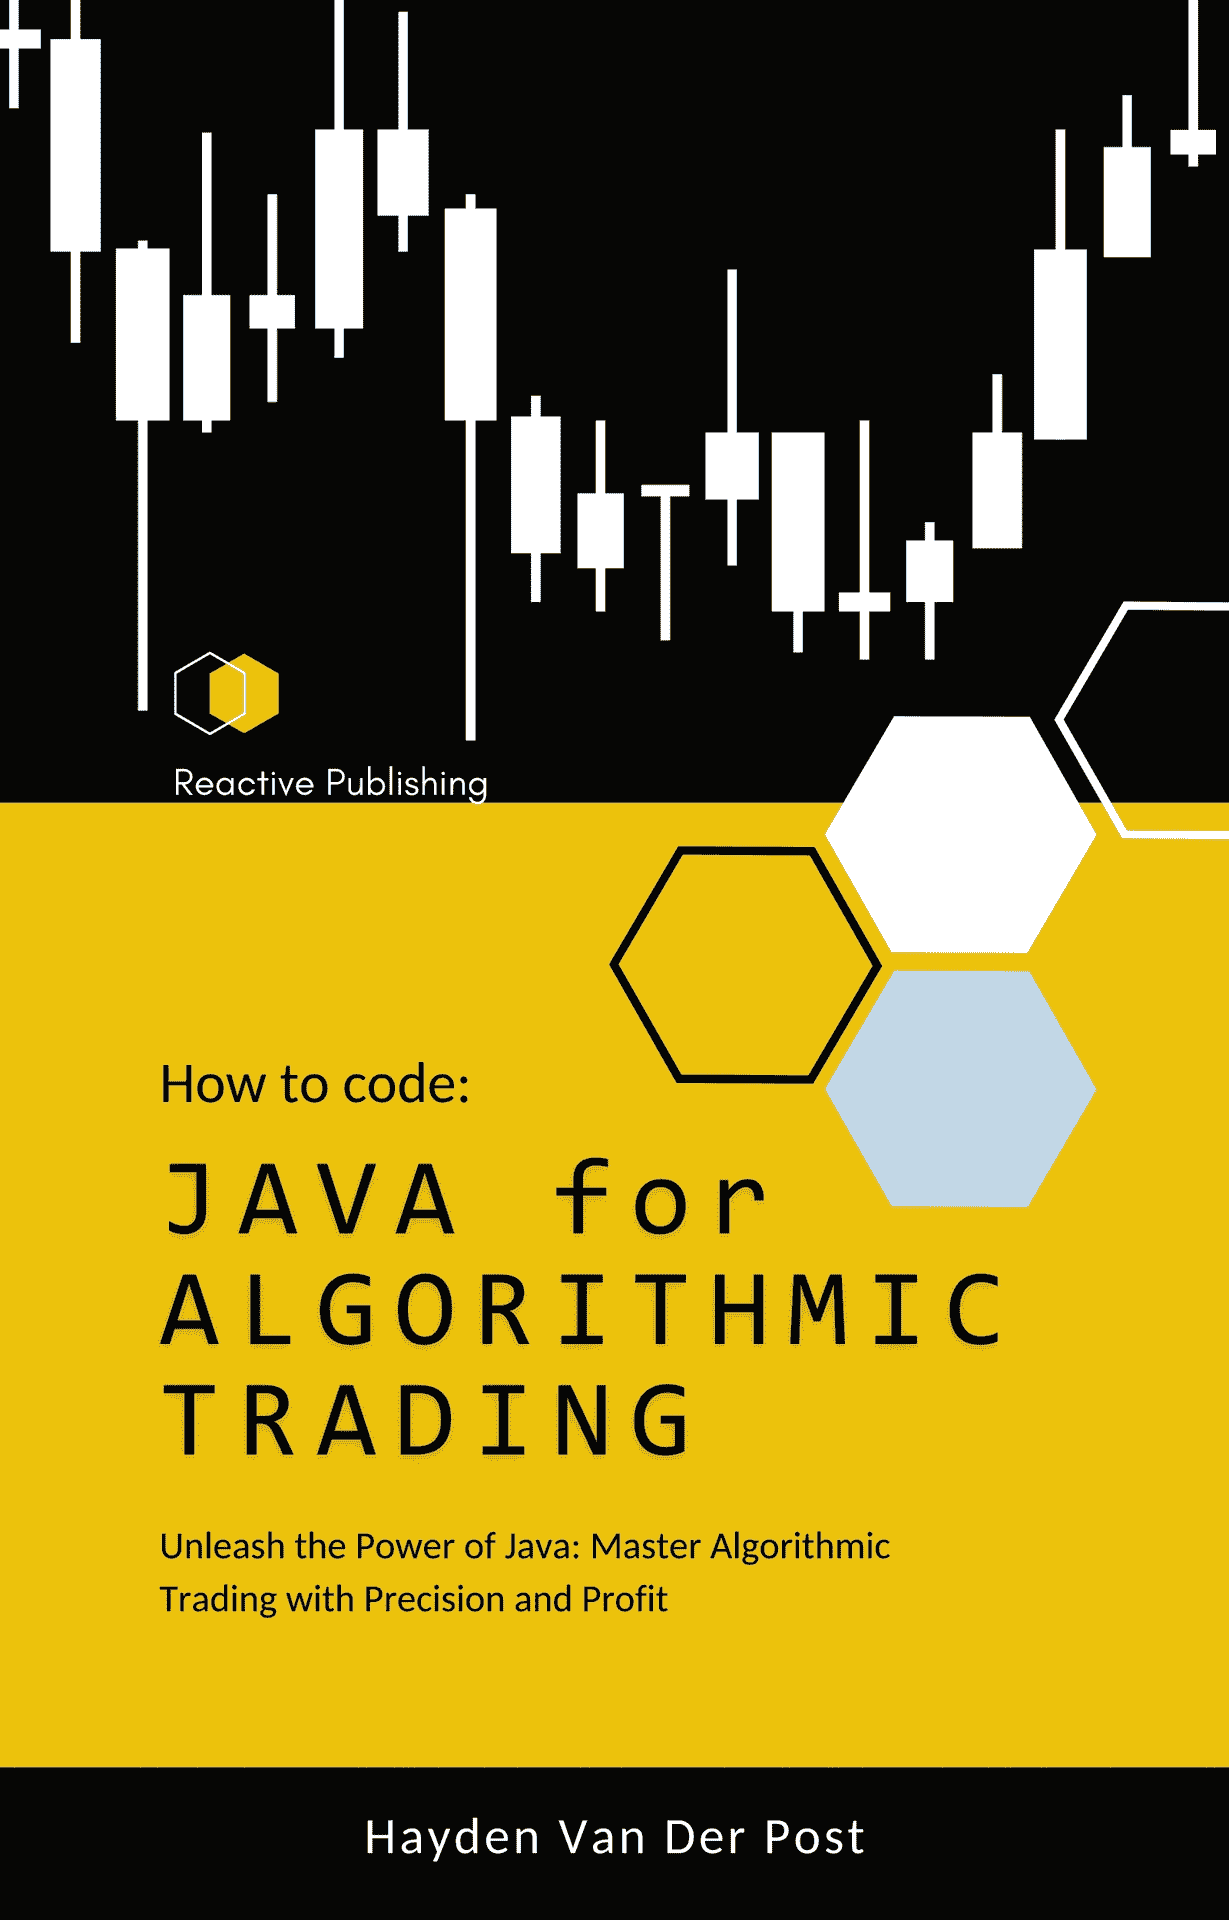 Reactive Publishing
How to code:
JAVA for
ALGORITHMIC
TRADING
Unleash the Power of Java: Master Algorithmic
Trading with Precision and Profit
Hayden Van Der Post